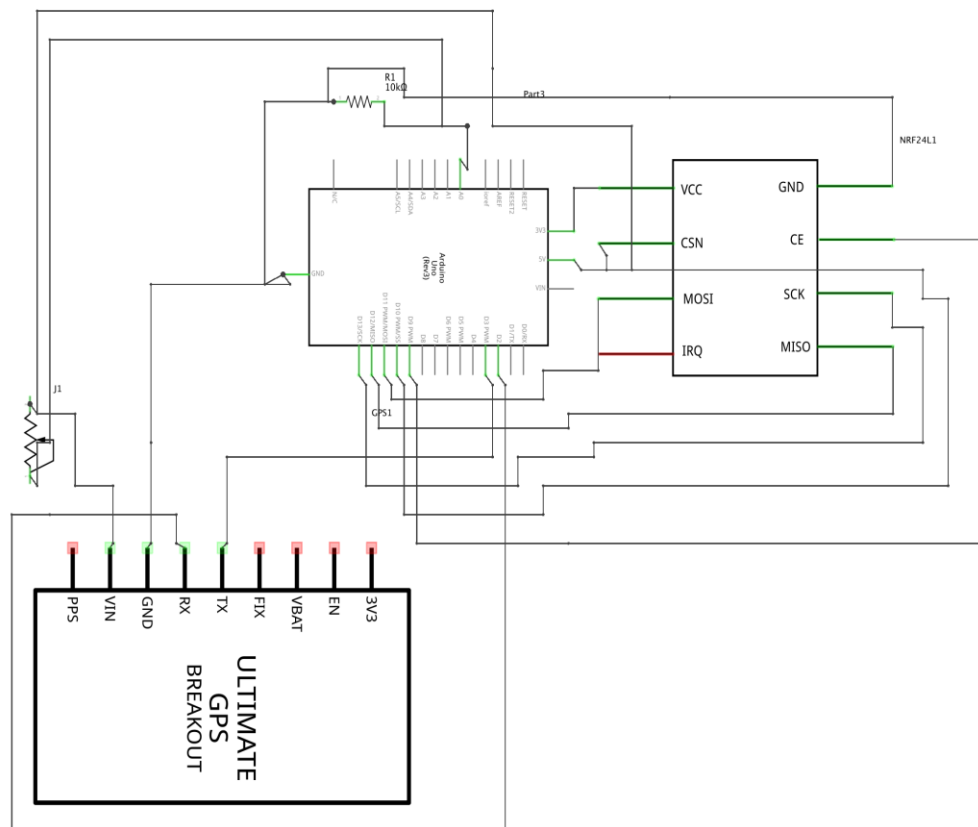 R1
10kΩ
Part3
NRF24L1
N/C
A5/SCL
A4/SDA
A3
A2
A1
A0
ioref
AREF
RESET2
RESET
GND
Arduino
Uno
(Rev3)
3V3
5V
VIN
D13/SCK
D12/MISO
D11 PWM/MOSI
D10 PWM/SS
D9 PWM
D8
D7
D6 PWM
D5 PWM
D4
D3 PWM
D2
D1/TX
D0/RX
VCC
GND
CSN
CE
MOSI
SCK
IRQ
MISO
J1
GPS1
PPS
VIN
GND
RX
TX
FIX
VBAT
EN
3V3
ULTIMATE
GPS
BREAKOUT